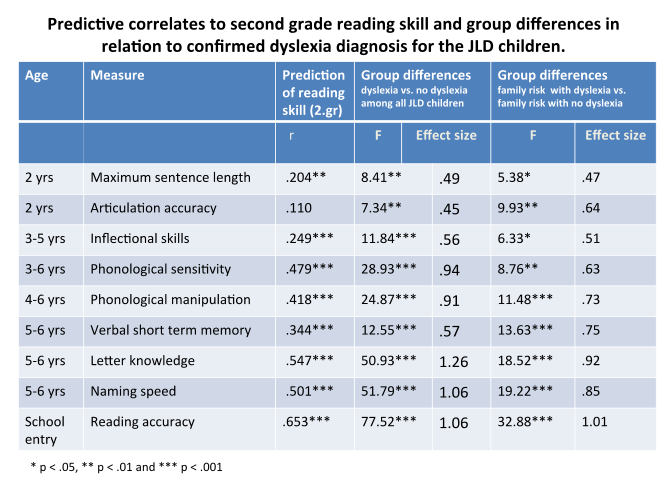 Predictive correlates to second grade reading skill and group differences in
relation to confirmed dyslexia diagnosis for the JLD children.
Age Measure Prediction of reading skill (2.gr) Group differences dyslexia vs. no dyslexia among all JLD children Group differences family risk with dyslexia vs. family risk with no dyslexia
r F Effect size F Effect size
2 yrs Maximum sentence length .204** 8.41** .49 5.38* .47
2 yrs Articulation accuracy .110 7.34** .45 9.93** .64
3-5 yrs Inflectional skills .249*** 11.84*** .56 6.33* .51
3-6 yrs Phonological sensitivity .479*** 28.93*** .94 8.76** .63
4-6 yrs Phonological manipulation .418*** 24.87*** .91 11.48*** .73
5-6 yrs Verbal short term memory .344*** 12.55*** .57 13.63*** .75
5-6 yrs Letter knowledge .547*** 50.93*** 1.26 18.52*** .92
5-6 yrs Naming speed .501*** 51.79*** 1.06 19.22*** .85
School entry Reading accuracy .653*** 77.52*** 1.06 32.88*** 1.01
* p < .05, ** p < .01 and *** p < .001